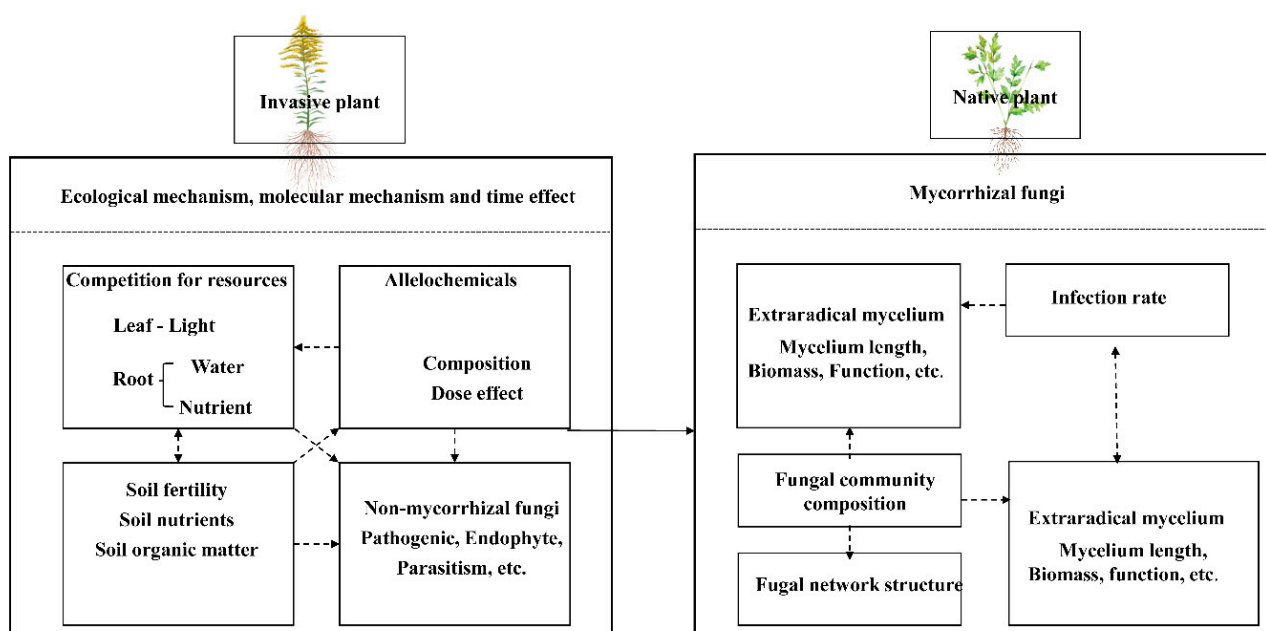 Invasive plant
Native plant
Ecological mechanism, molecular mechanism and time effect
Competition for resources
Leaf - Light
Root
Water
Nutrient
Allelochemicals
Composition
Dose effect
Soil fertility
Soil nutrients
Soil organic matter
Non-mycorrhizal fungi
Pathogenic, Endophyte,
Parasitism, etc.
Mycorrhizal fungi
Extraradical mycelium
Mycelium length,
Biomass, Function, etc.
Infection rate
Fungal community
composition
Fugal network structure
Extraradical mycelium
Mycelium length,
Biomass, function, etc.